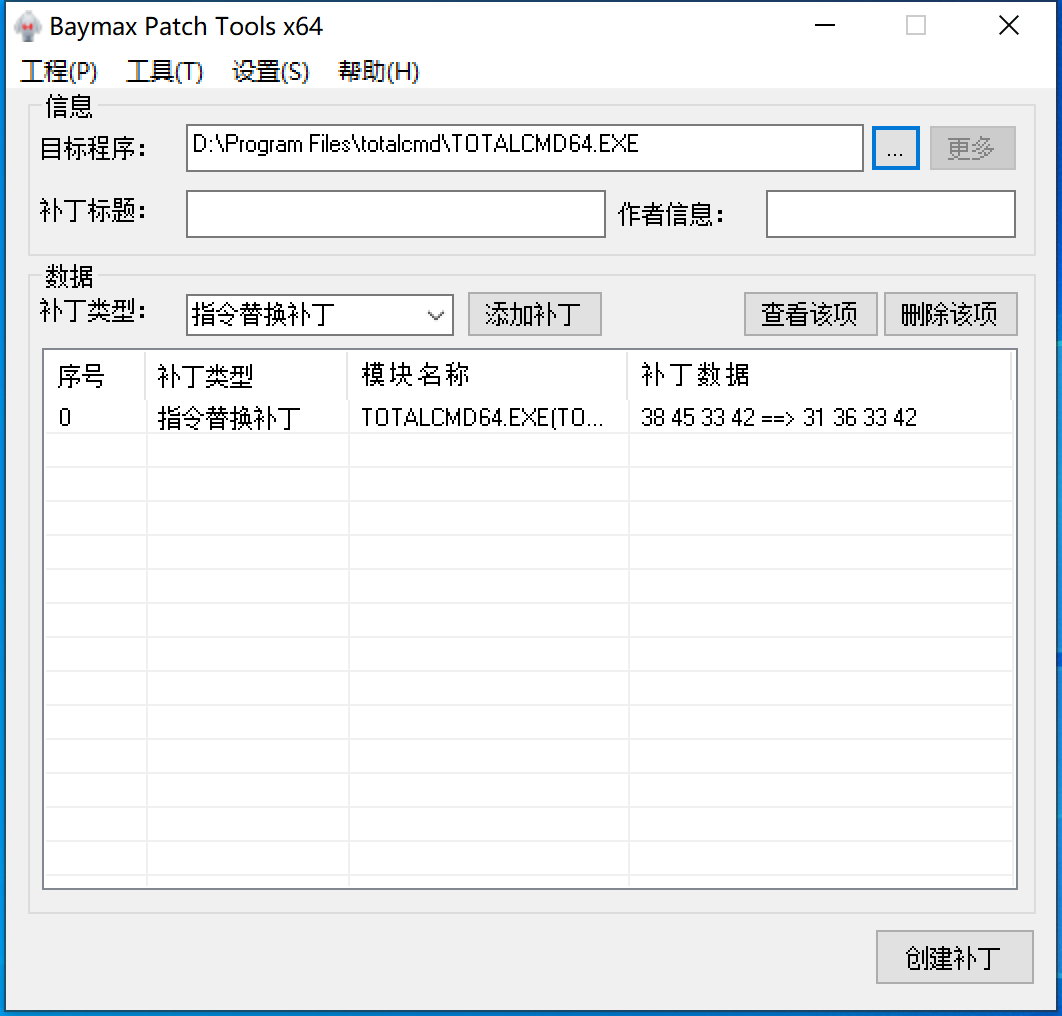 Baymax Patch Tools x64
工程(P) 工具(T) 设置(S) 帮助(H)
信息
目标程序： D:\Program Files\totalcmd\TOTALCMD64.EXE ... 更多
补丁标题： 作者信息：
数据
补丁类型： 指令替换补丁 添加补丁 查看该项 删除该项
序号 补丁类型 模块名称 补丁数据
0 指令替换补丁 TOTALCMD64.EXE(TO... 38 45 33 42 ==> 31 36 33 42
创建补丁